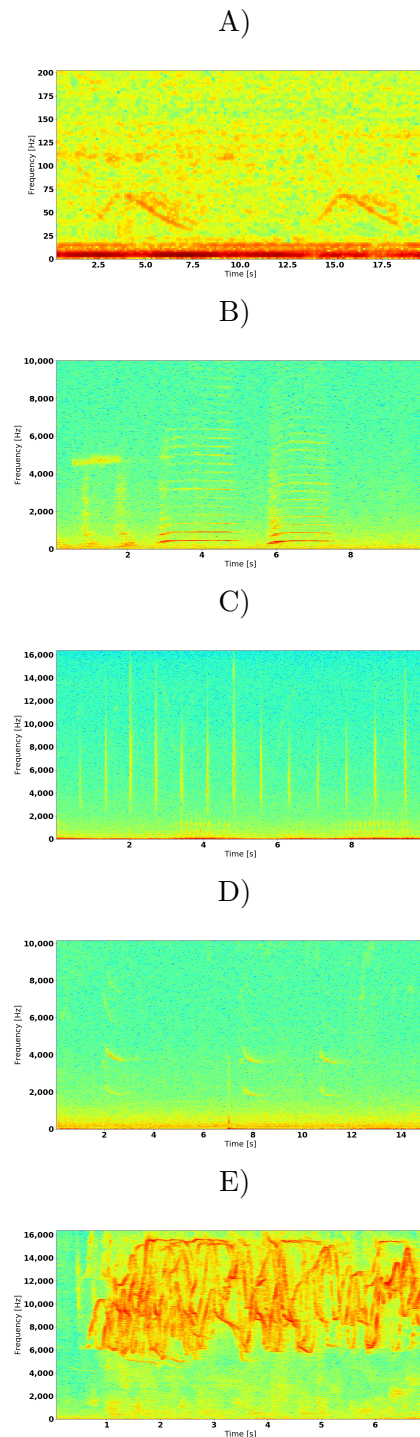 A)
200
175
150
125
100
75
50
25
0
Frequency [Hz]
2.5 5.0 7.5 10.0 12.5 15.0 17.5
Time [s]
B)
10,000
8,000
6,000
4,000
2,000
0
Frequency [Hz]
2 4 6 8
Time [s]
C)
16,000
14,000
12,000
10,000
8,000
6,000
4,000
2,000
0
Frequency [Hz]
2 4 6 8
Time [s]
D)
10,000
8,000
6,000
4,000
2,000
0
Frequency [Hz]
2 4 6 8 10 12 14
Time [s]
E)
16,000
14,000
12,000
10,000
8,000
6,000
4,000
2,000
0
Frequency [Hz]
1 2 3 4 5 6
Time [s]